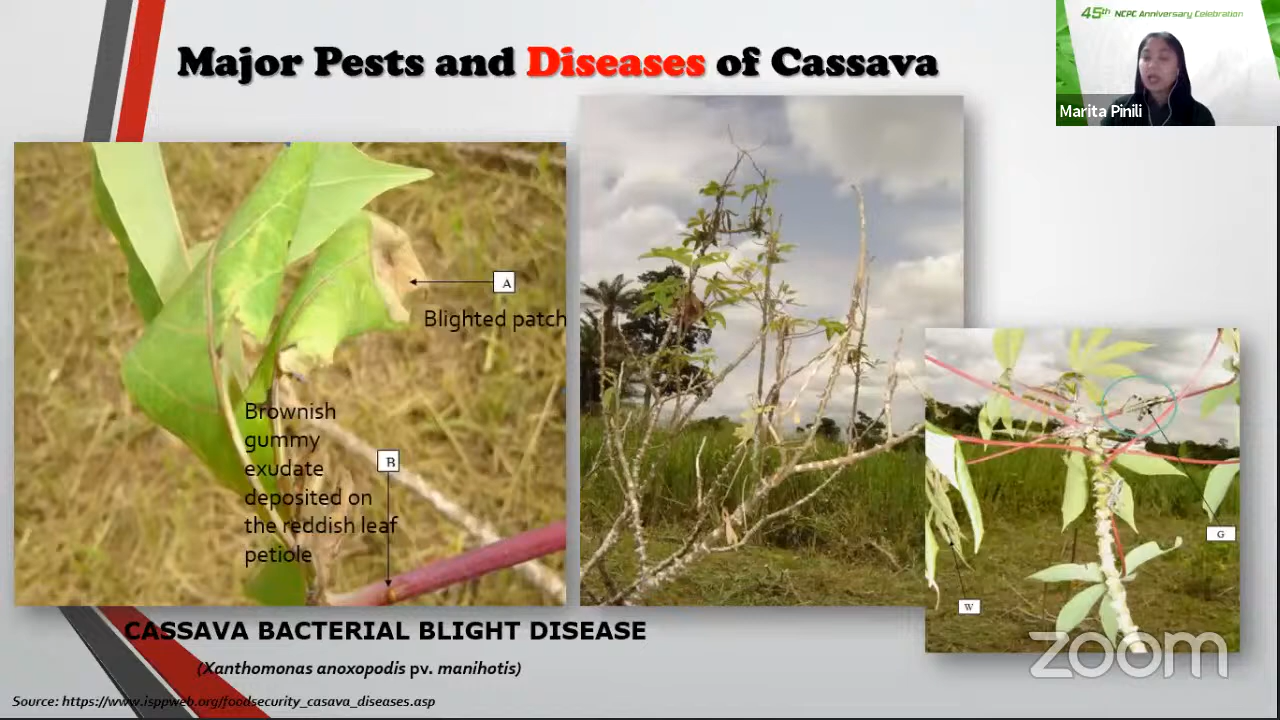 45th NCPC Anniversary Celebration
Major Pests and Diseases of Cassava
Marita Pinili
A
Blighted patch
Brownish
gummy
exudate
deposited on
the reddish leaf
petiole
B
G
W
CASSAVA BACTERIAL BLIGHT DISEASE
(Xanthomonas anoxopodis pv. manihotis)
zoom
Source: https://www.isppweb.org/foodsecurity_casava_diseases.asp